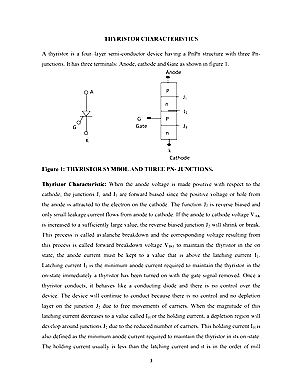 THYRISTOR CHARACTERISTICS
A thyristor is a four layer semi-conductor device having a PnPn structure with three Pn-
junctions. It has three terminals: Anode, cathode and Gate as shown in figure 1.
Anode
A
P
J1
n
J2
G
G
Gate
P
J3
n
K
Cathode
Figure 1: THYRISTOR SYMBOL AND THREE PN-JUNCTIONS.
Thyristor Characteristic: When the anode voltage is made positive with respect to the
cathode, the junctions J1 and J3 are forward biased since the positive voltage or hole from
the anode is attracted to the electron on the cathode. The function J2 is reverse biased and
only small leakage current flows from anode to cathode. If the anode to cathode voltage VAK
is increased to a sufficiently large value, the reverse biased junction J2 will shrink or break.
This process is called avalanche breakdown and the corresponding voltage resulting from
this process is called forward breakdown voltage VBO to maintain the thyristor in the on
state, the anode current must be kept to a value that is above the latching current IL.
Latching current IL is the minimum anode current required to maintain the thyristor in the
on-state immediately a thyristor has been turned on with the gate signal removed. Once a
thyristor conducts, it behaves like a conducting diode and there is no control over the
device. The device will continue to conduct because there is no control and no depletion
layer on the junction J2 due to free movements of carriers. When the magnitude of this
latching current decreases to a value called IH or the holding current, a depletion region will
develop around junctions J2 due to the reduced number of carriers. This holding current IH is
also defined as the minimum anode current required to maintain the thyristor in its on-state.
The holding current usually is less than the latching current and it is in the order of mill
1